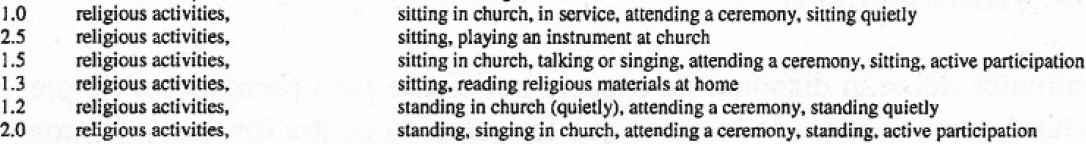 1.0 religious activities, sitting in church, in service, attending a ceremony, sitting quietly
2.5 religious activities, sitting, playing an instrument at church
1.5 religious activities, sitting in church, talking or singing, attending a ceremony, sitting, active participation
1.3 religious activities, sitting, reading religious materials at home
1.2 religious activities, standing in church (quietly), attending a ceremony, standing quietly
2.0 religious activities, standing, singing in church, attending a ceremony, standing, active participation